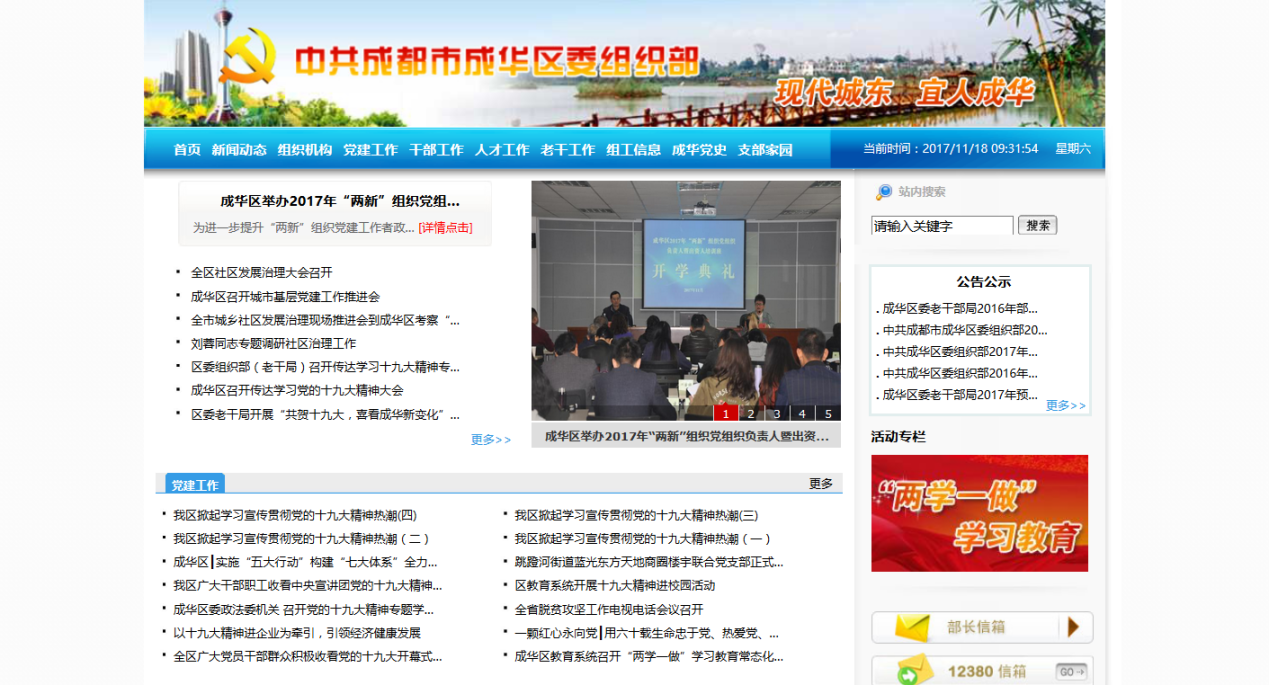 中共成都市成华区委组织部
现代城东 宜人成华
首页 新闻动态 组织机构 党建工作 干部工作 人才工作 老干工作 组工信息 成华党史 支部家园
当前时间：2017/11/18 09:31:54 星期六
成华区举办2017年“两新”组织党组...
为进一步提升“两新”组织党建工作者政... [详情点击]
全区社区发展治理大会召开
成华区召开城市基层党建工作推进会
全市城乡社区发展治理现场推进会到成华区考察“...
刘蓉同志专题调研社区治理工作
区委组织部（老干局）召开传达学习十九大精神专...
成华区召开传达学习党的十九大精神大会
区委老干局开展“共贺十九大，喜看成华新变化”...
更多>>
开学典礼
1 2 3 4 5
成华区举办2017年“两新”组织党组织负责人暨出资...
站内搜索
请输入关键字 搜索
公告公示
. 成华区委老干部局2016年部...
. 中共成都市成华区委组织部20...
. 中共成华区委组织部2017年...
. 中共成华区委组织部2016年...
. 成华区委老干部局2017年预...
更多>>
活动专栏
“两学一做”
学习教育
部长信箱
12380 信箱 GO
党建工作 更多
我区掀起学习宣传贯彻党的十九大精神热潮(四)
我区掀起学习宣传贯彻党的十九大精神热潮(三)
我区掀起学习宣传贯彻党的十九大精神热潮（二）
我区掀起学习宣传贯彻党的十九大精神热潮（一）
成华区┃实施“五大行动”构建“七大体系”全力...
跳蹬河街道蓝光东方天地商圈楼宇联合党支部正式...
我区广大干部职工收看中央宣讲团党的十九大精神...
区教育系统开展十九大精神进校园活动
成华区委政法委机关 召开党的十九大精神专题学...
全省脱贫攻坚工作电视电话会议召开
以十九大精神进企业为牵引，引领经济健康发展
一颗红心永向党┃用六十载生命忠于党、热爱党、...
全区广大党员干部群众积极收看党的十九大开幕式...
成华区教育系统召开“两学一做”学习教育常态化...